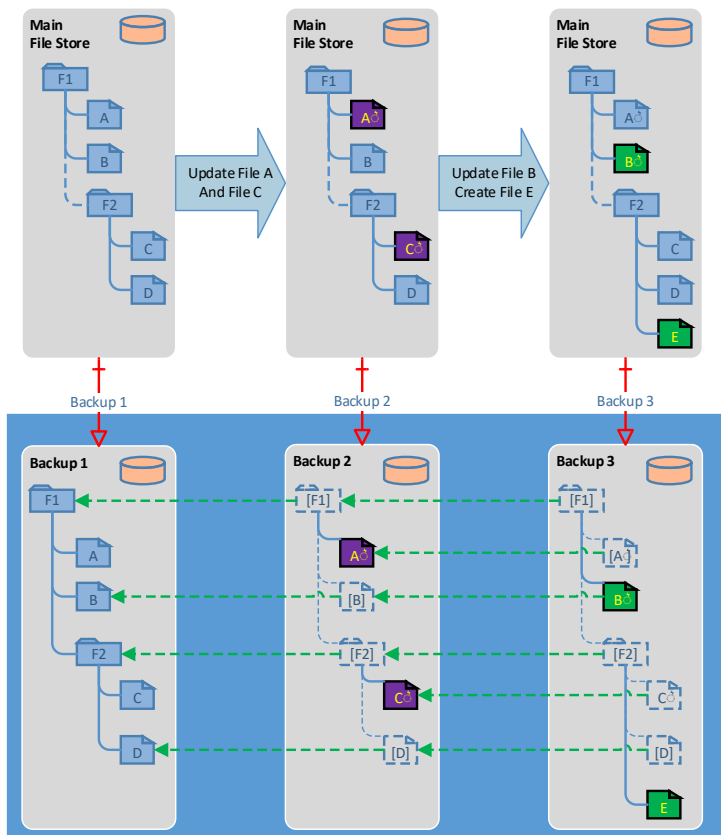 Main
File Store
F1
A
B
F2
C
D
Update File A
And File C
Main
File Store
F1
Aे
B
F2
Cे
D
Update File B
Create File E
Main
File Store
F1
Aे
Bे
F2
C
D
E
Backup 1
Backup 2
Backup 3
Backup 1
F1
A
B
F2
C
D
Backup 2
[F1]
Aे
[B]
[F2]
Cे
[D]
Backup 3
[F1]
[Aे]
Bे
[F2]
Cे
[D]
E